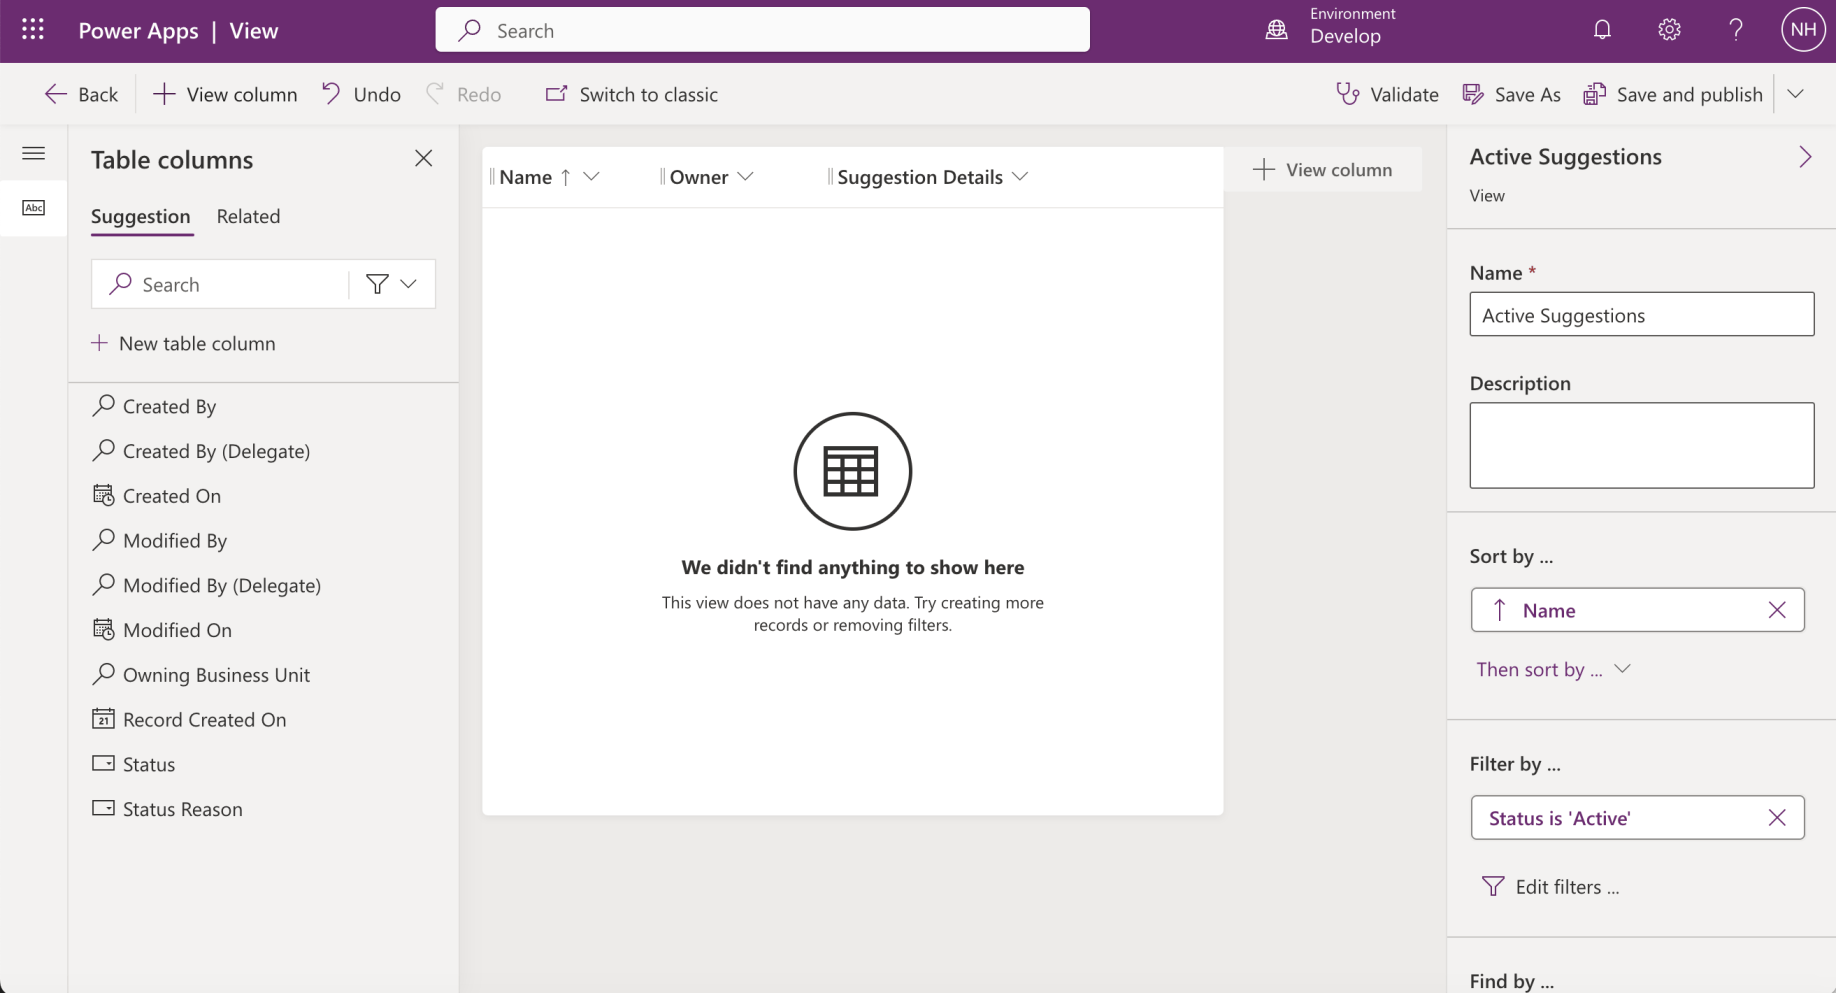 Power Apps | View
Search
Environment
Develop
NH
Back
View column
Undo
Redo
Switch to classic
Validate
Save As
Save and publish
Abc
Table columns
Suggestion
Related
Search
New table column
Created By
Created By (Delegate)
Created On
Modified By
Modified By (Delegate)
Modified On
Owning Business Unit
21
Record Created On
Status
Status Reason
Name
Owner
Suggestion Details
View column
We didn't find anything to show here
This view does not have any data. Try creating more
records or removing filters.
Active Suggestions
View
Name *
Active Suggestions
Description
Sort by ...
Name
Then sort by ...
Filter by ...
Status is 'Active'
Edit filters ...
Find by ...